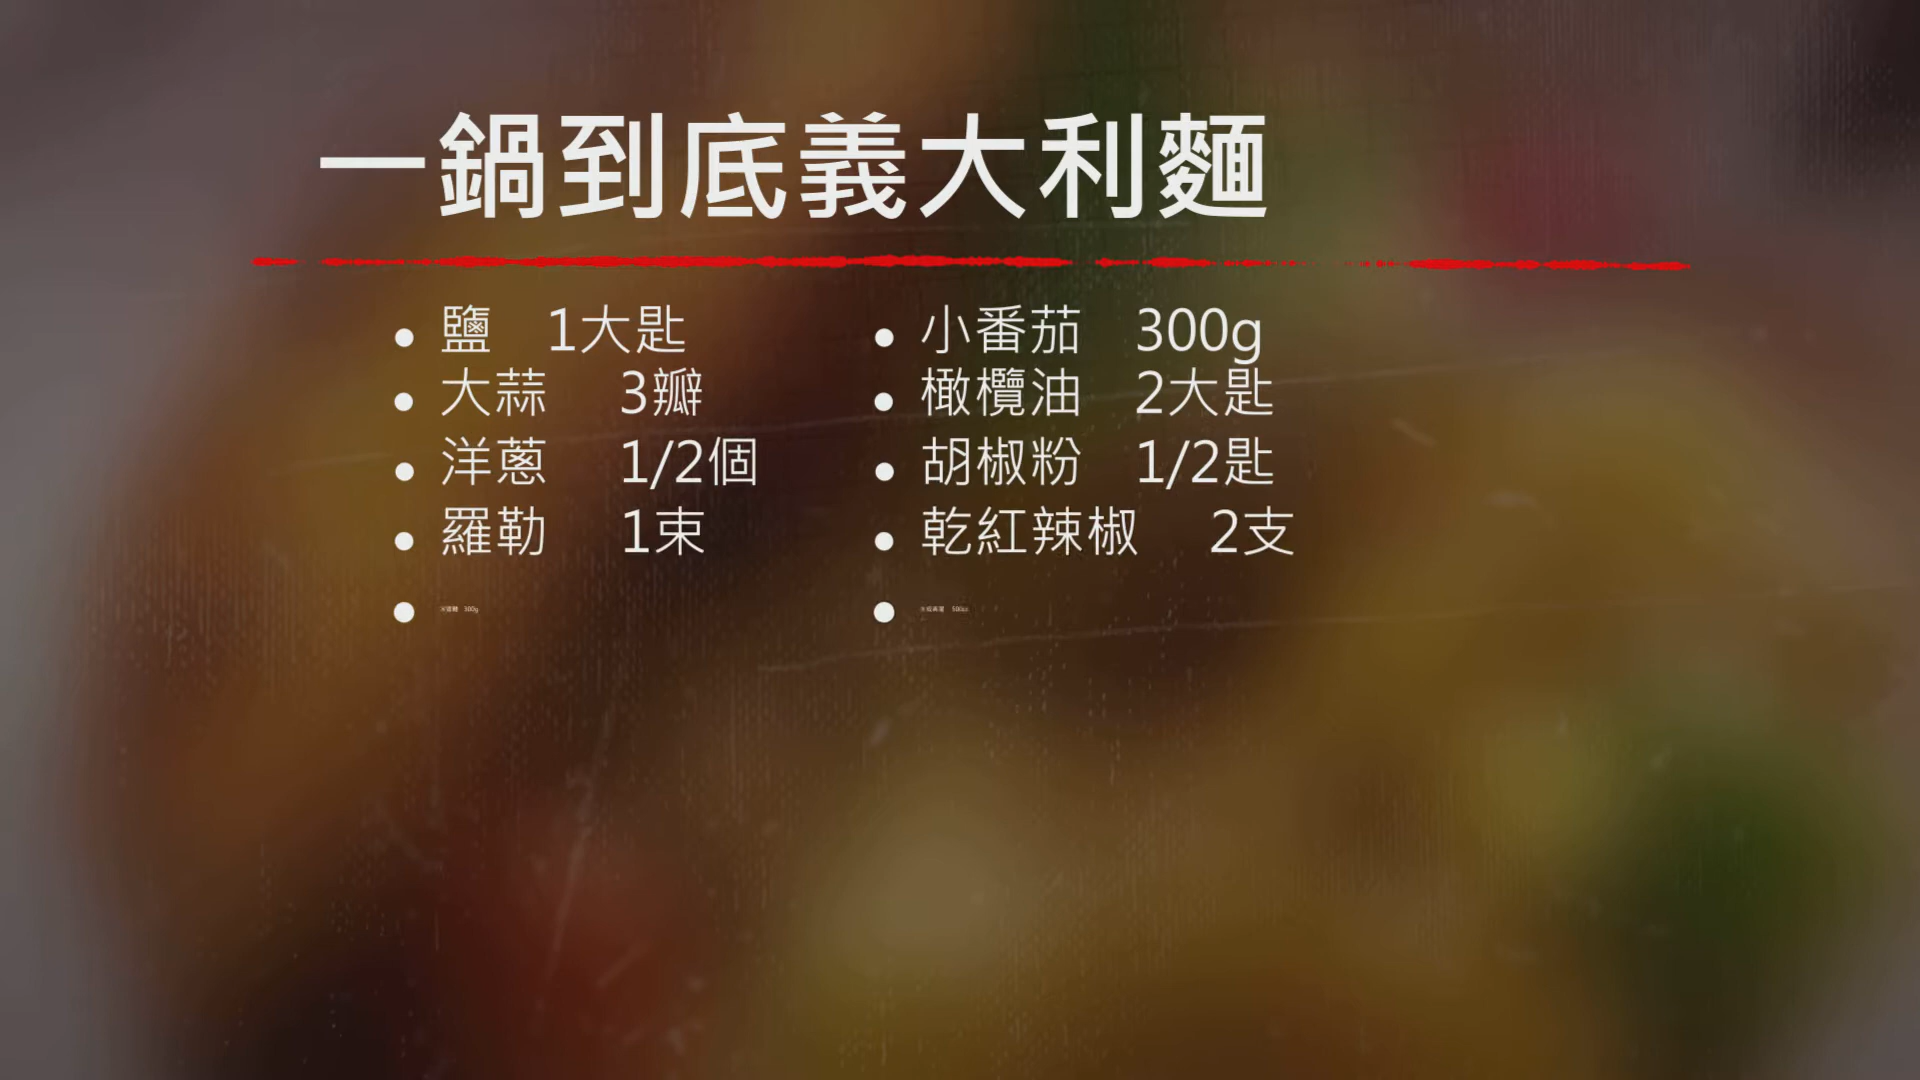 一鍋到底義大利麵
鹽 1大匙
大蒜 3瓣
洋蔥 1/2個
羅勒 1束
300g
小番茄 300g
橄欖油 2大匙
胡椒粉 1/2匙
乾紅辣椒 2支